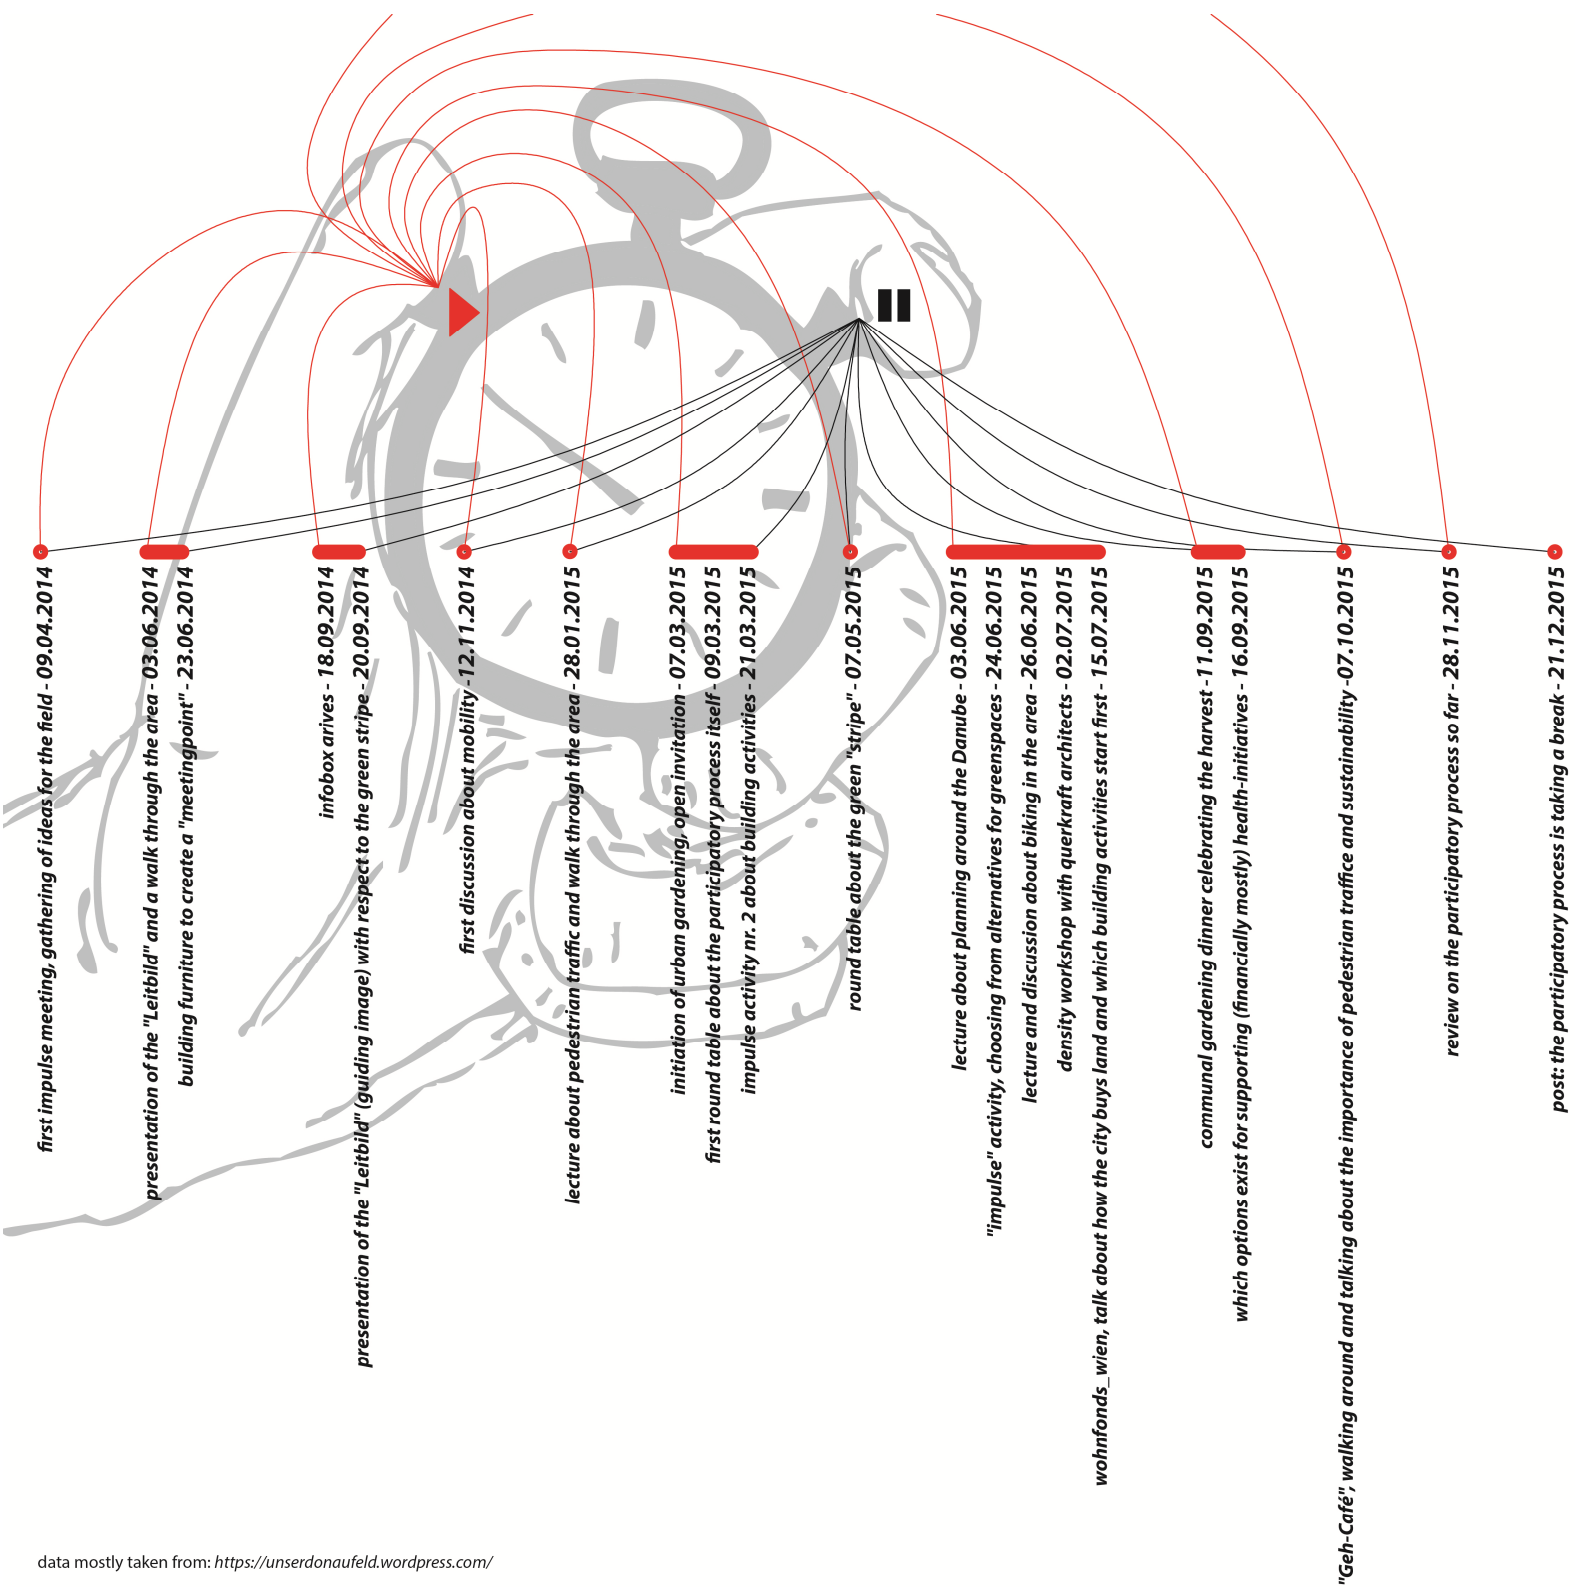 first impulse meeting, gathering of ideas for the field - 09.04.2014
presentation of the "Leitbild" and a walk through the area - 03.06.2014
building furniture to create a "meetingpoint" - 23.06.2014
infobox arives - 18.09.2014
presentation of the "Leitbild" (guiding image) with respect to the green stripe - 20.09.2014
first discussion about mobility - 12.11.2014
lecture about pedestrian traffic and walk through the area - 28.01.2015
initiation of urban gardening, open invitation - 07.03.2015
first round table about the participatory process itself - 09.03.2015
impulse activity nr. 2 about building activities - 21.03.2015
round table about the green "stripe" - 07.05.2015
lecture about planning around the Danube - 03.06.2015
"impulse" activity, choosing from alternatives for greenspaces - 24.06.2015
lecture and discussion about biking in the area - 26.06.2015
density workshop with querkraft architects - 02.07.2015
wohnfonds_wien, talk about how the city buys land and which building activities start first - 15.07.2015
communal gardening dinner celebrating the harvest - 11.09.2015
which options exist for supporting (financially mostly) health-initiatives - 16.09.2015
"Geh-Café", walking around and talking about the importance of pedestrian traffice and sustainability -07.10.2015
review on the participatory process so far - 28.11.2015
post: the participatory process is taking a break - 21.12.2015
data mostly taken from: https://unserdonaufeld.wordpress.com/